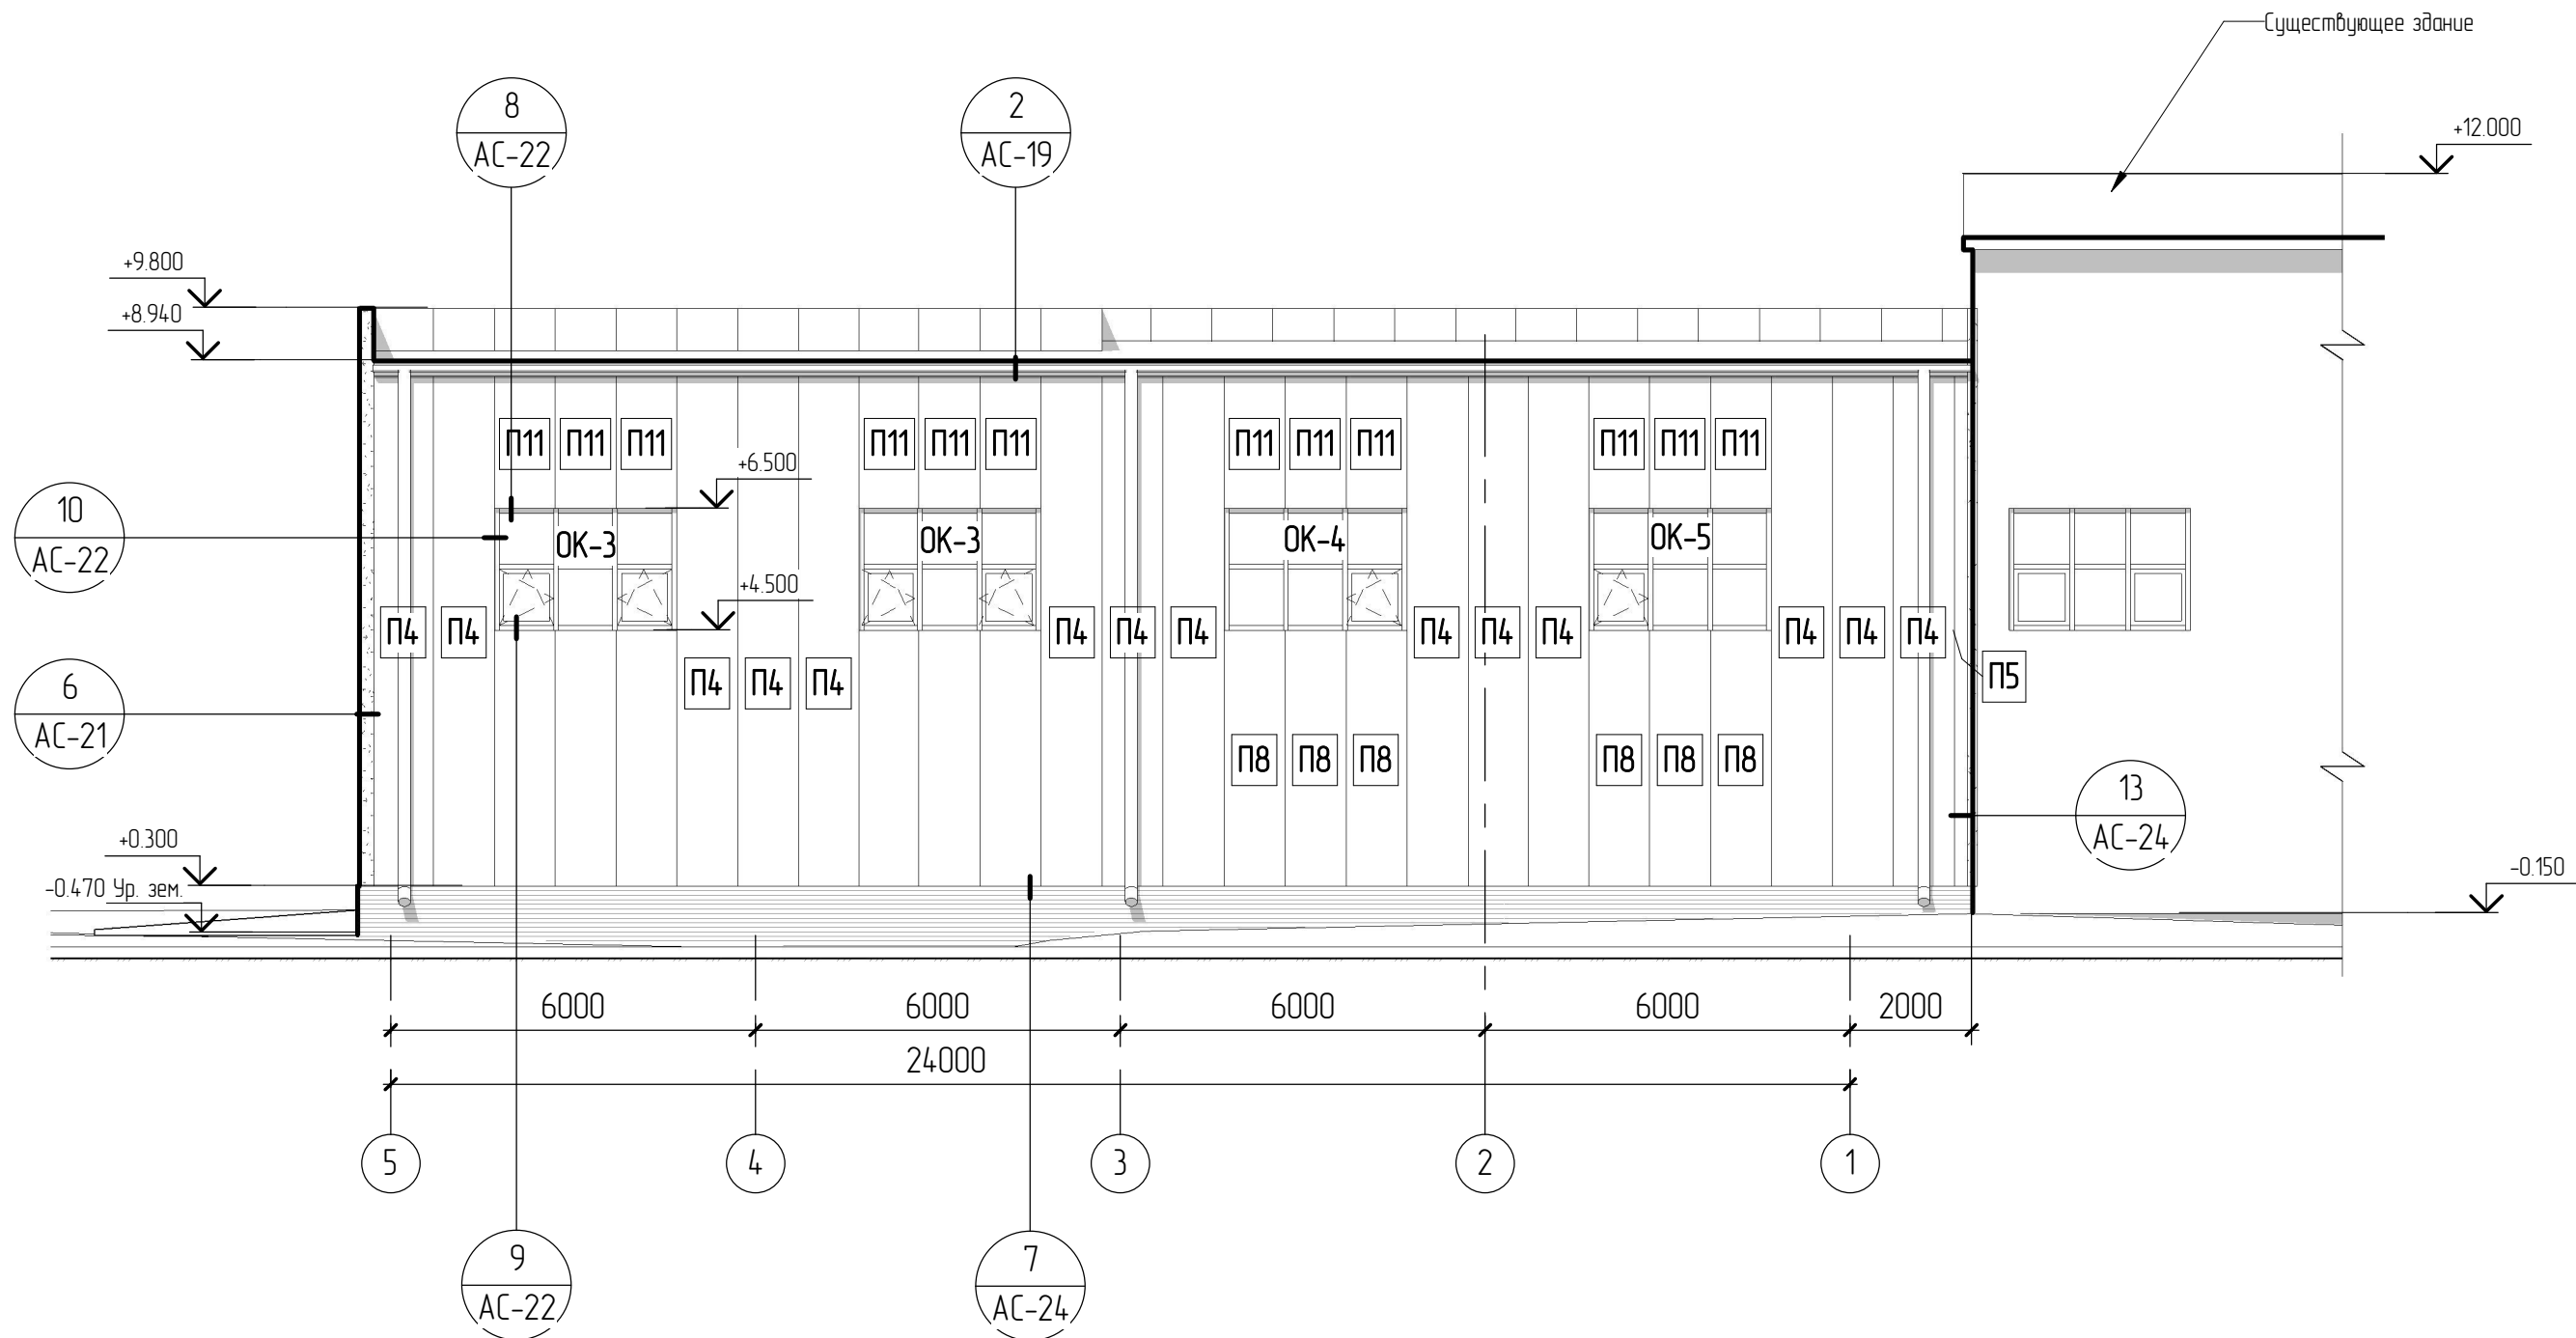 Существующее здание
8
АС-22
2
АС-19
+12.000
+9.800
+8.940
П11 П11 П11 П11 П11 П11 П11 П11 П11 П11 П11 П11
+6.500
10
АС-22
ОК-3 ОК-3 ОК-4 ОК-5
+4.500
П4 П4 П4 П4 П4 П4 П4 П4 П4 П4 П4
6
АС-21
П4 П4 П4
П5
П8 П8 П8 П8 П8 П8
13
АС-24
+0.300
-0.470 Ур. зем.
-0.150
6000 6000 6000 6000 2000
24000
5 4 3 2 1
9
АС-22
7
АС-24